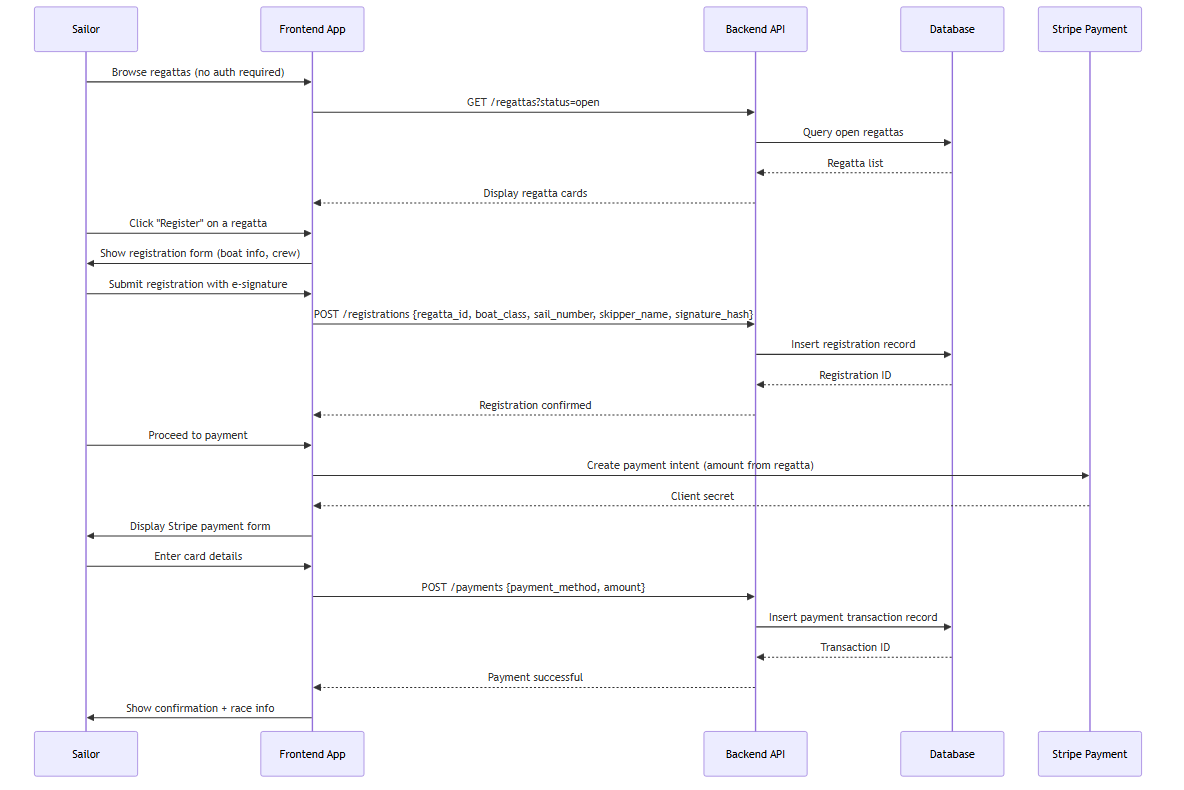 Sailor
Frontend App
Backend API
Database
Stripe Payment
Browse regattas (no auth required)
GET /regattas?status=open
Query open regattas
Regatta list
Display regatta cards
Click "Register" on a regatta
Show registration form (boat info, crew)
Submit registration with e-signature
POST /registrations {regatta_id, boat_class, sail_number, skipper_name, signature_hash}
Insert registration record
Registration ID
Registration confirmed
Proceed to payment
Create payment intent (amount from regatta)
Client secret
Display Stripe payment form
Enter card details
POST /payments {payment_method, amount}
Insert payment transaction record
Transaction ID
Payment successful
Show confirmation + race info
Sailor
Frontend App
Backend API
Database
Stripe Payment